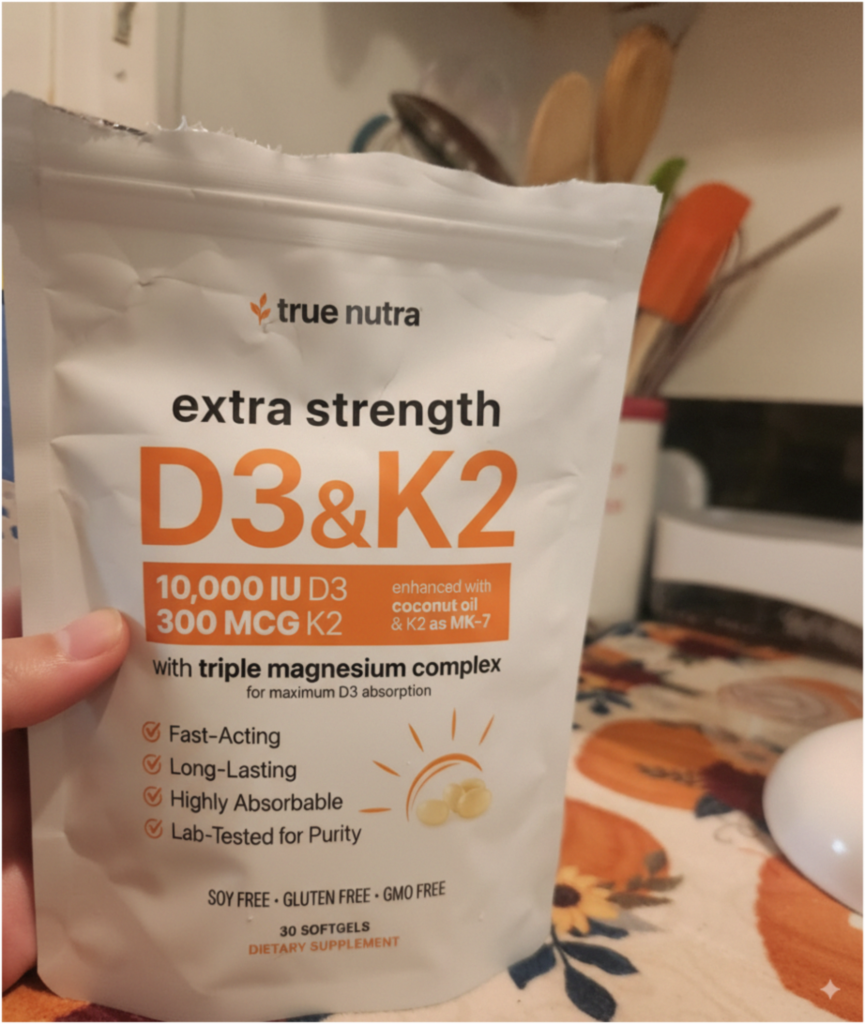 true nutra
extra strength
D3&K2
10,000 IU D3
300 MCG K2
enhanced with
coconut oil
& K2 as MK-7
with triple magnesium complex
for maximum D3 absorption
Fast-Acting
Long-Lasting
Highly Absorbable
Lab-Tested for Purity
SOY FREE • GLUTEN FREE • GMO FREE
30 SOFTGELS
DIETARY SUPPLEMENT